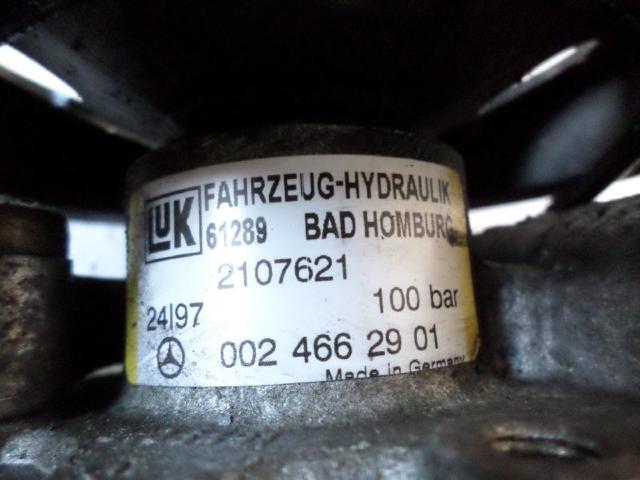 LUK FAHRZEUG-HYDRAULIK
61289 BAD HOMBURG
2107621
24/97 100 bar
002 466 29 01
Made in Germany